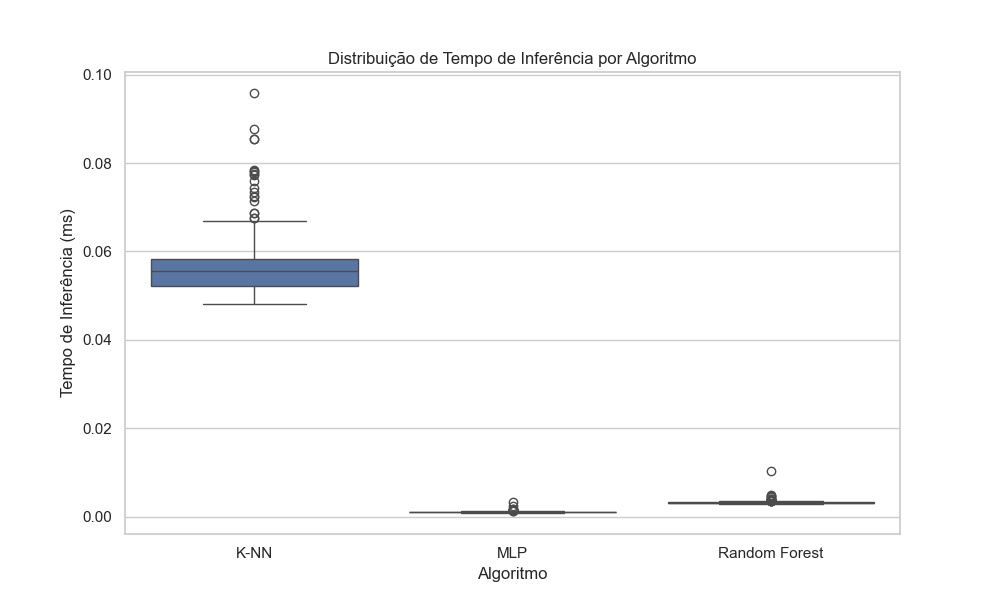 Distribuição de Tempo de Inferência por Algoritmo
0.10
0.08
0.06
0.04
0.02
0.00
Tempo de Inferência (ms)
K-NN
MLP
Random Forest
Algoritmo